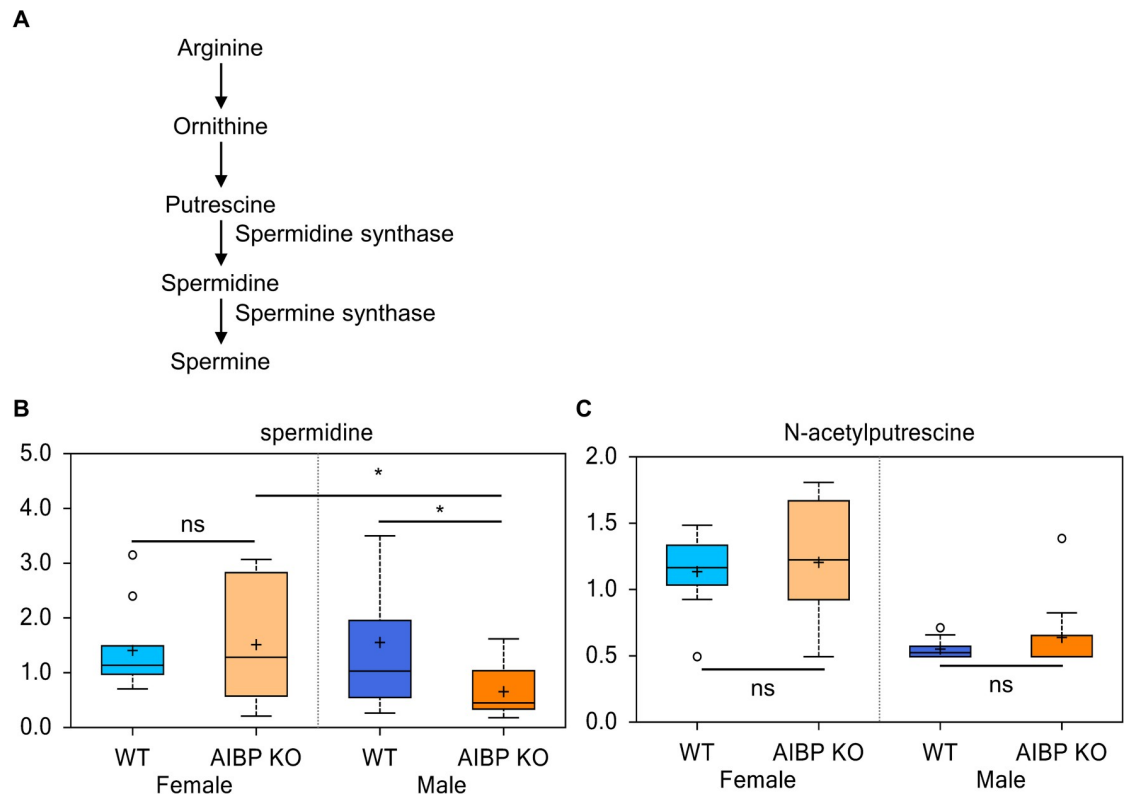 A
Arginine
Ornithine
Putrescine
Spermidine synthase
Spermidine
Spermine synthase
Spermine
B
spermidine
5.0
4.0
3.0
2.0
1.0
0.0
ns
*
*
WT
AIBP KO
WT
AIBP KO
Female
Male
C
N-acetylputrescine
2.0
1.5
1.0
0.5
0.0
ns
ns
WT
AIBP KO
WT
AIBP KO
Female
Male